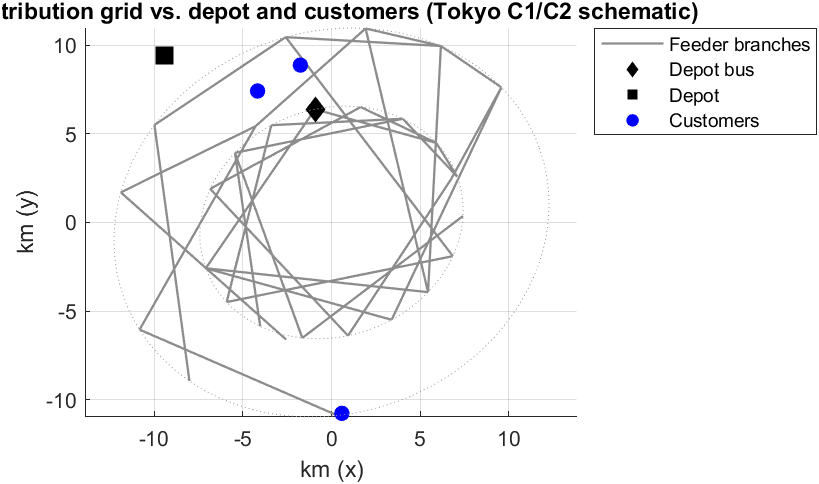 tribution grid vs. depot and customers (Tokyo C1/C2 schematic)
Feeder branches
Depot bus
Depot
Customers
10
5
0
-5
-10
km (y)
-10 -5 0 5 10
km (x)